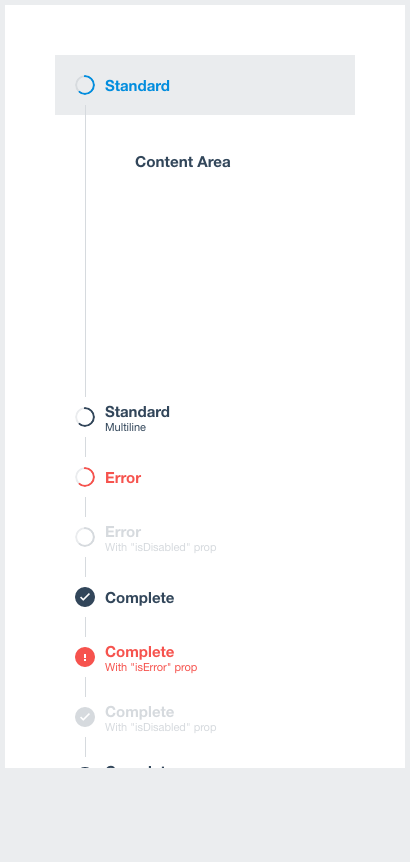 Standard
Content Area
Standard
Multiline
Error
Error
With "isDisabled" prop
Complete
Complete
With "isError" prop
Complete
With "isDisabled" prop